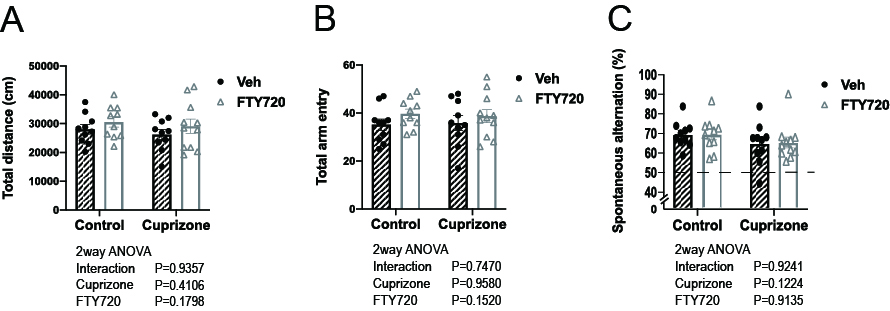 A
Total distance (cm)
50000
40000
30000
20000
10000
0
Veh
FTY720
Control Cuprizone
2way ANOVA
Interaction P=0.9357
Cuprizone P=0.4106
FTY720 P=0.1798
B
Total arm entry
60
40
20
0
Veh
FTY720
Control Cuprizone
2way ANOVA
Interaction P=0.7470
Cuprizone P=0.9580
FTY720 P=0.1520
C
Spontaneous alternation (%)
100
90
80
70
60
50
40
0
Veh
FTY720
Control Cuprizone
2way ANOVA
Interaction P=0.9241
Cuprizone P=0.1224
FTY720 P=0.9135